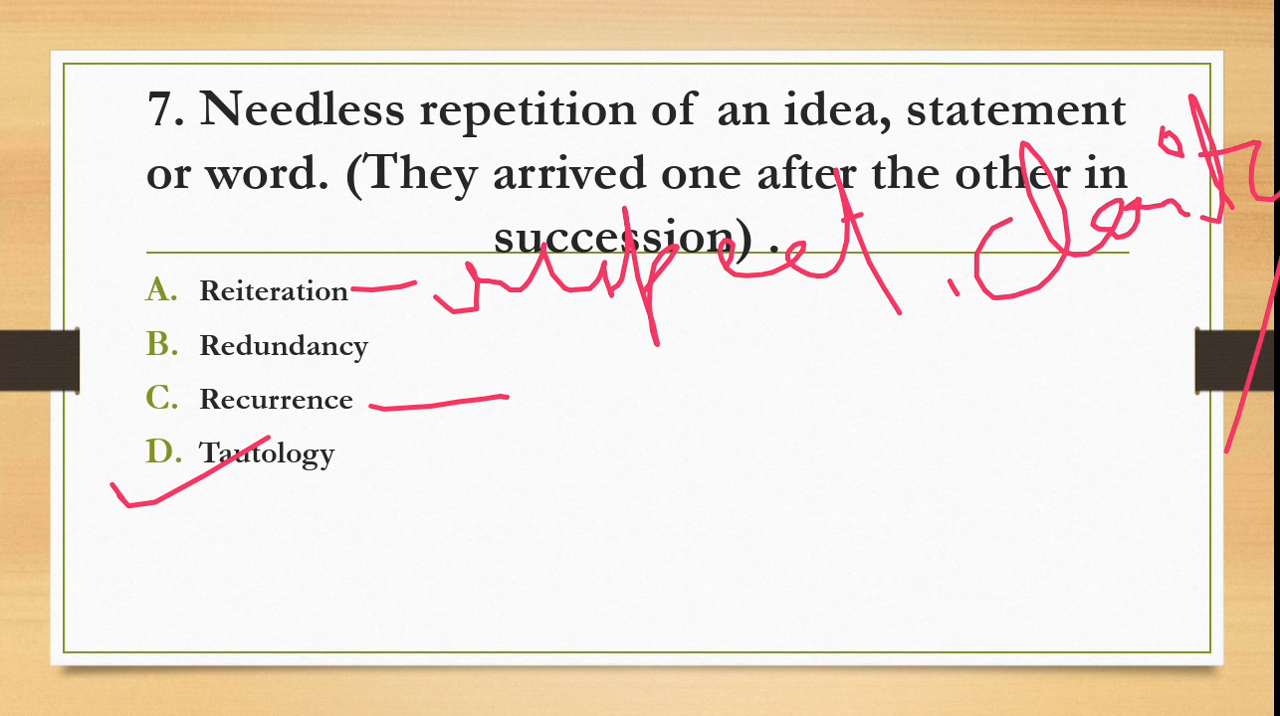 7. Needless repetition of an idea, statement
or word. (They arrived one after the other in
succession) .
A. Reiteration
B. Redundancy
C. Recurrence
D. Tautology